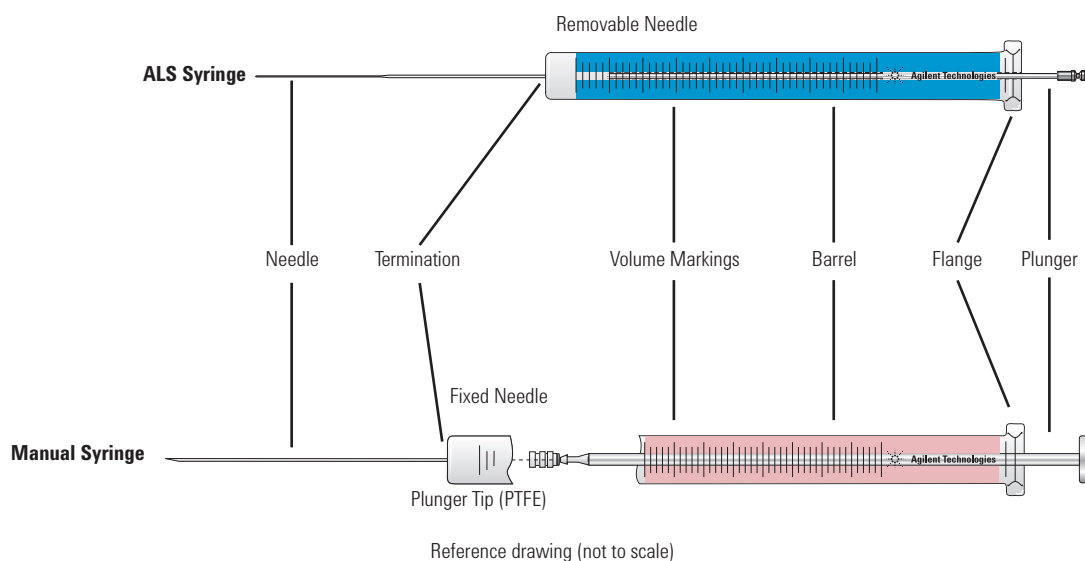 Removable Needle
ALS Syringe
Agilent Technologies
Needle
Termination
Volume Markings
Barrel
Flange
Plunger
Fixed Needle
Manual Syringe
Agilent Technologies
Plunger Tip (PTFE)
Reference drawing (not to scale)